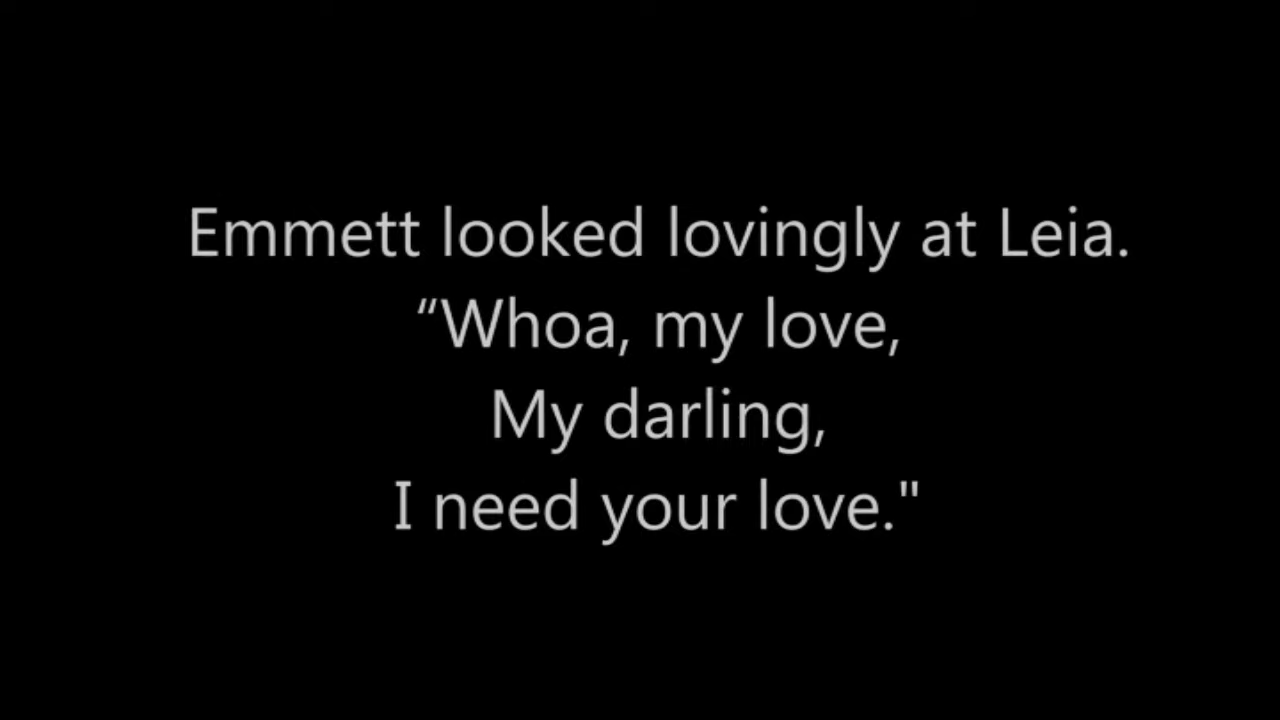 Emmett looked lovingly at Leia.
“Whoa, my love,
My darling,
I need your love."